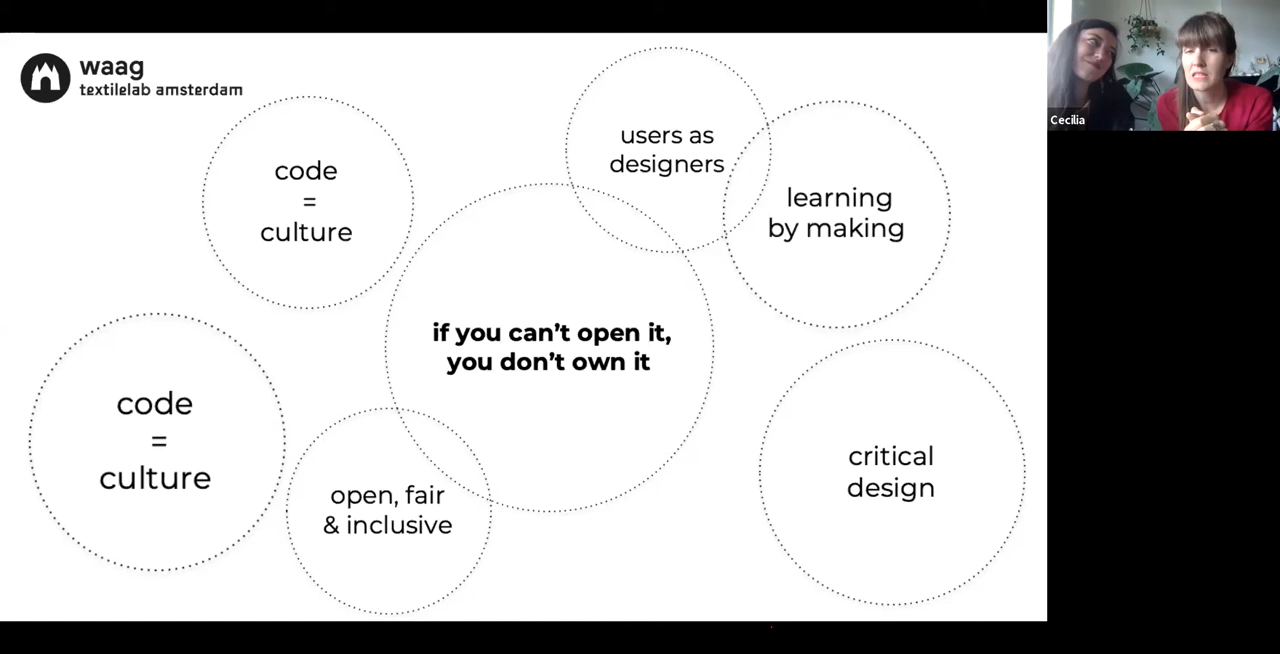 waag
textilelab amsterdam
code
=
culture
users as
designers
learning
by making
if you can't open it,
you don't own it
code
=
culture
open, fair
& inclusive
critical
design
Cecilia